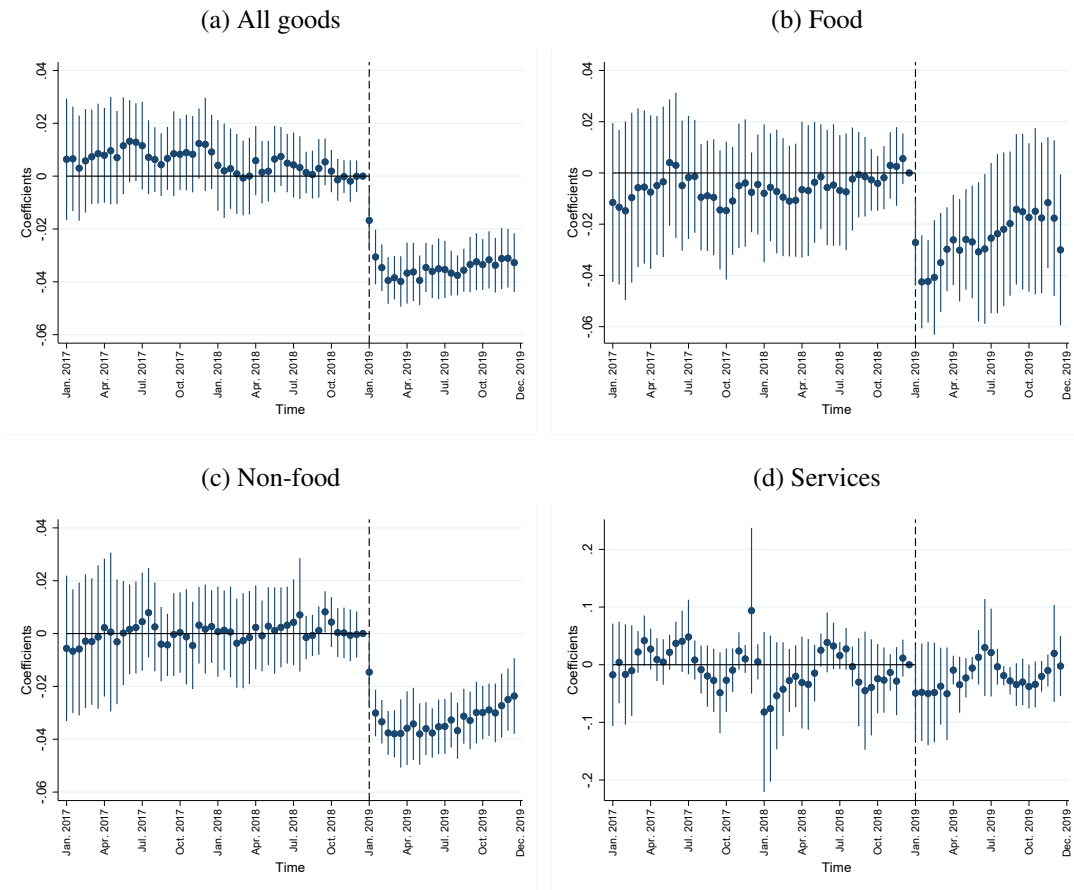 (a) All goods
(b) Food
.04
.02
0
-.02
-.04
-.06
Coefficients
Jan. 2017
Apr. 2017
Jul. 2017
Oct. 2017
Jan. 2018
Apr. 2018
Jul. 2018
Oct. 2018
Jan. 2019
Apr. 2019
Jul. 2019
Oct. 2019
Dec. 2019
Time
.04
.02
0
-.02
-.04
-.06
Coefficients
Jan. 2017
Apr. 2017
Jul. 2017
Oct. 2017
Jan. 2018
Apr. 2018
Jul. 2018
Oct. 2018
Jan. 2019
Apr. 2019
Jul. 2019
Oct. 2019
Dec. 2019
Time
(c) Non-food
(d) Services
.04
.02
0
-.02
-.04
-.06
Coefficients
Jan. 2017
Apr. 2017
Jul. 2017
Oct. 2017
Jan. 2018
Apr. 2018
Jul. 2018
Oct. 2018
Jan. 2019
Apr. 2019
Jul. 2019
Oct. 2019
Dec. 2019
Time
.2
.1
0
-.1
-.2
Coefficients
Jan. 2017
Apr. 2017
Jul. 2017
Oct. 2017
Jan. 2018
Apr. 2018
Jul. 2018
Oct. 2018
Jan. 2019
Apr. 2019
Jul. 2019
Oct. 2019
Dec. 2019
Time